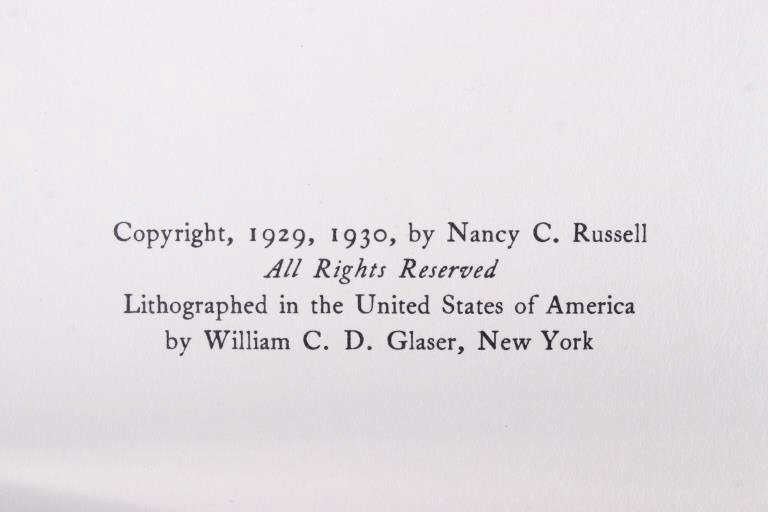 Copyright, 1929, 1930, by Nancy C. Russell
All Rights Reserved
Lithographed in the United States of America
by William C. D. Glaser, New York